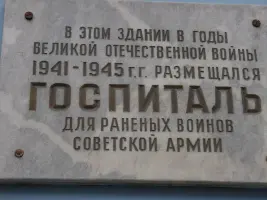 В ЭТОМ ЗДАНИИ В ГОДЫ
ВЕЛИКОЙ ОТЕЧЕСТВЕННОЙ ВОЙНЫ
1941-1945 г.г. РАЗМЕЩАЛСЯ
ГОСПИТАЛЬ
ДЛЯ РАНЕНЫХ ВОИНОВ
СОВЕТСКОЙ АРМИИ